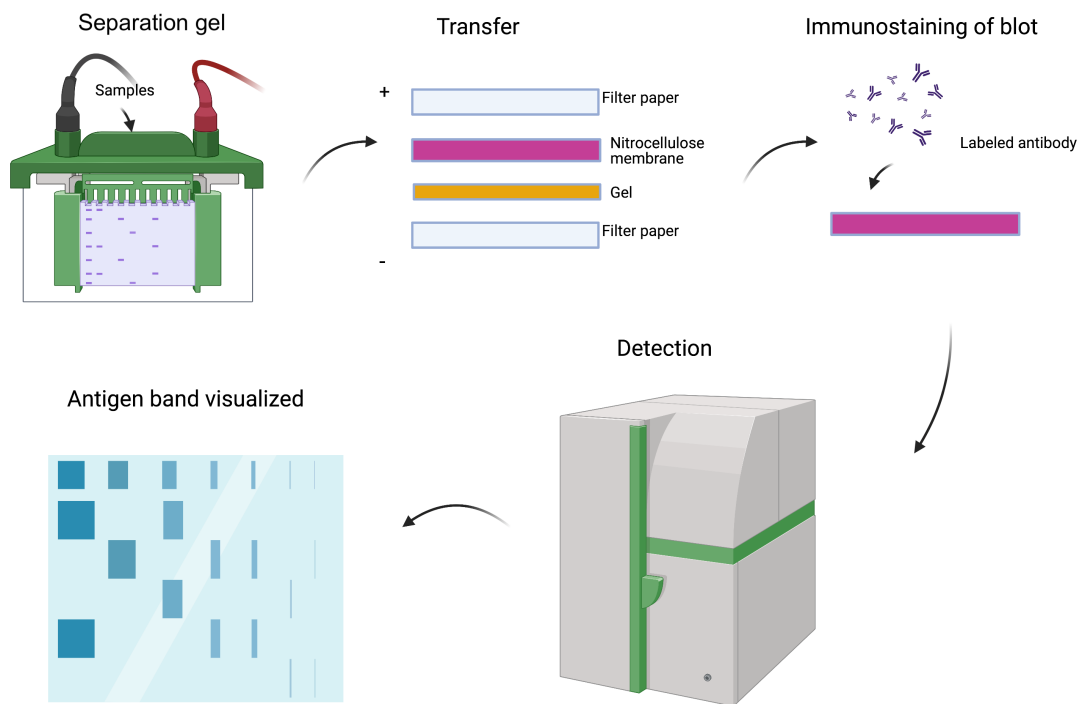 Separation gel
Samples
Transfer
+
Filter paper
Nitrocellulose
membrane
Gel
Filter paper
-
Immunostaining of blot
Labeled antibody
Detection
Antigen band visualized